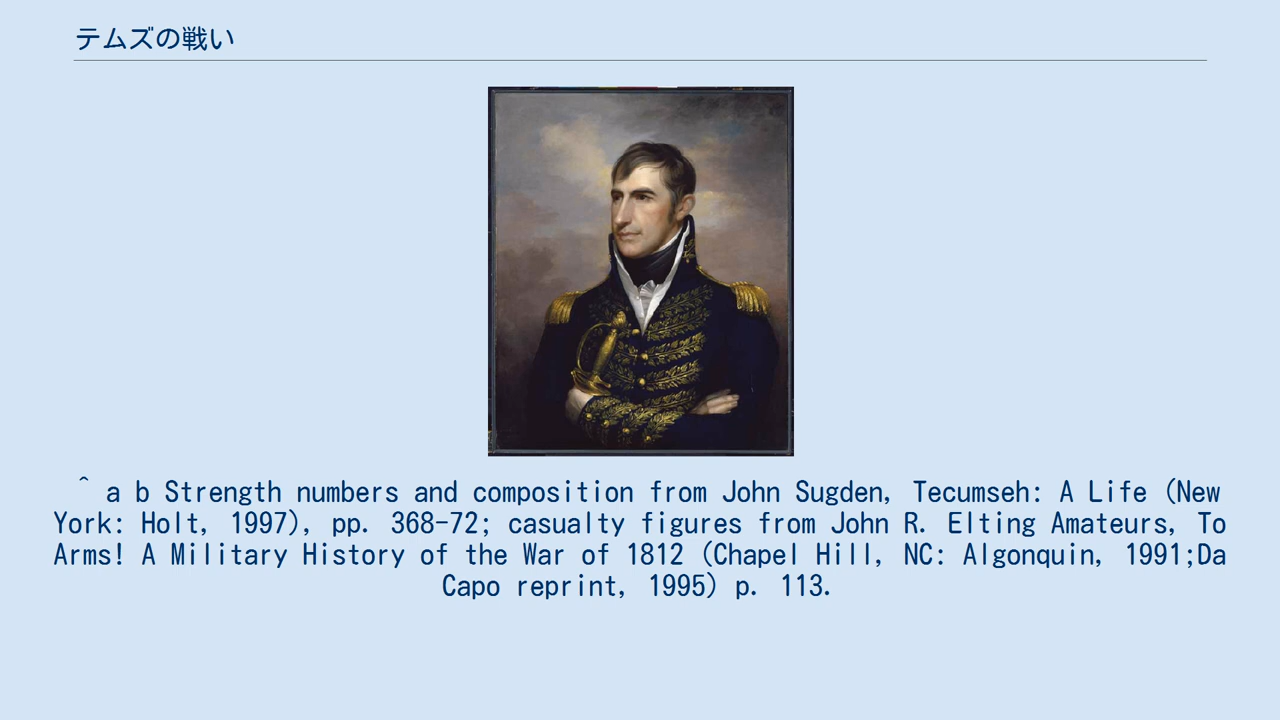 テムズの戦い
^ a b Strength numbers and composition from John Sugden, Tecumseh: A Life (New
York: Holt, 1997), pp. 368-72; casualty figures from John R. Elting Amateurs, To
Arms! A Military History of the War of 1812 (Chapel Hill, NC: Algonquin, 1991;Da
Capo reprint, 1995) p. 113.